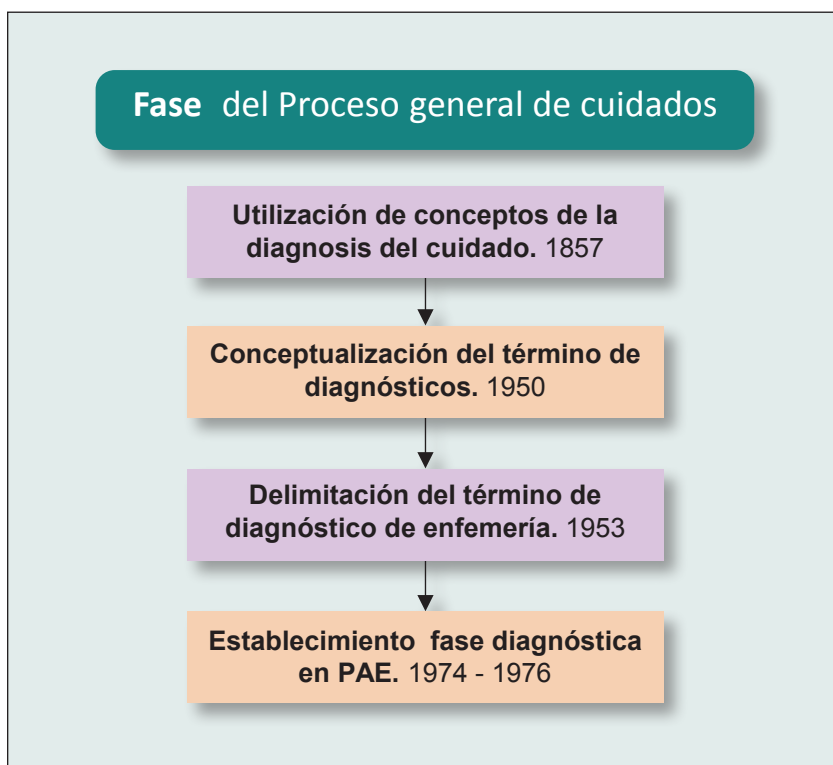 Fase del Proceso general de cuidados
Utilización de conceptos de la
diagnosis del cuidado. 1857
Conceptualización del término de
diagnósticos. 1950
Delimitación del término de
diagnóstico de enfemería. 1953
Establecimiento fase diagnóstica
en PAE. 1974 - 1976